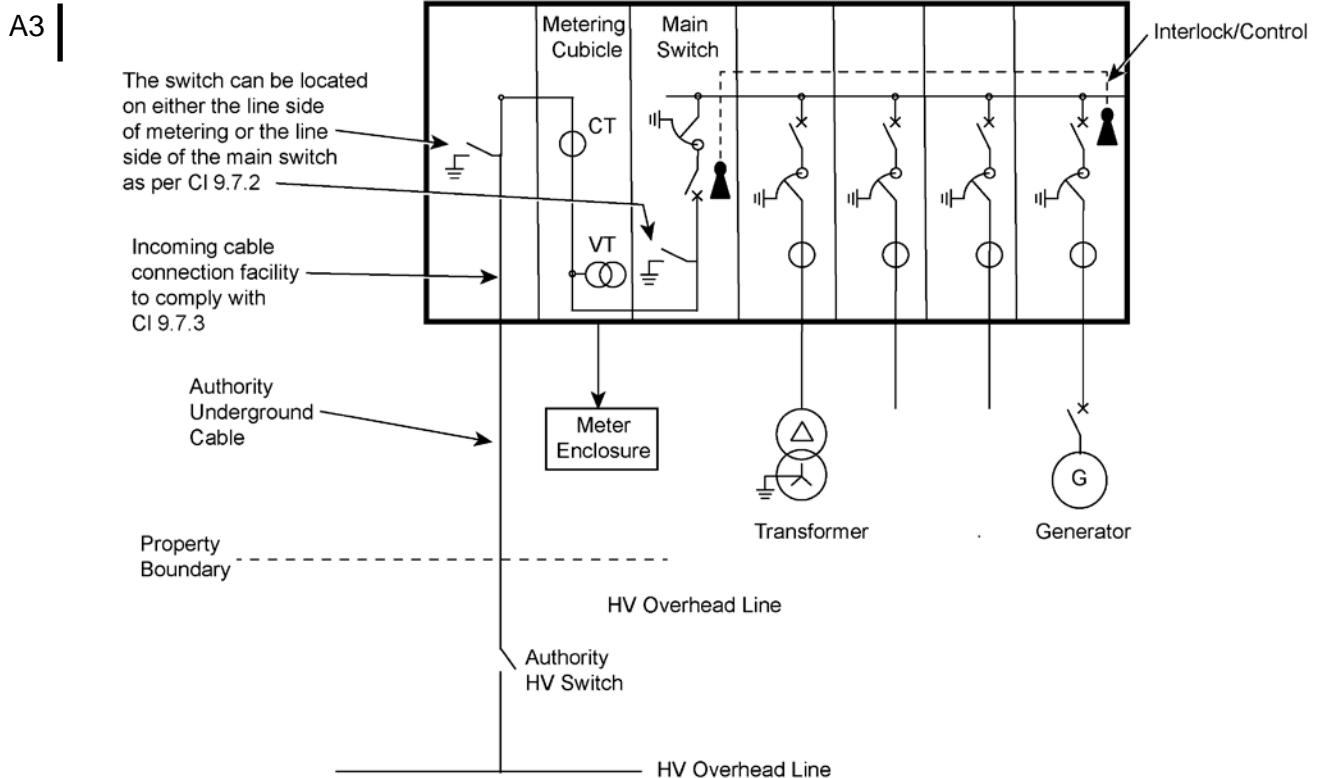 A3
Metering
Cubicle
Main
Switch
Interlock/Control
The switch can be located
on either the line side
of metering or the line
side of the main switch
as per CI 9.7.2
CT
VT
Incoming cable
connection facility
to comply with
CI 9.7.3
Authority
Underground
Cable
Meter
Enclosure
G
Transformer
Generator
Property
Boundary
HV Overhead Line
Authority
HV Switch
HV Overhead Line